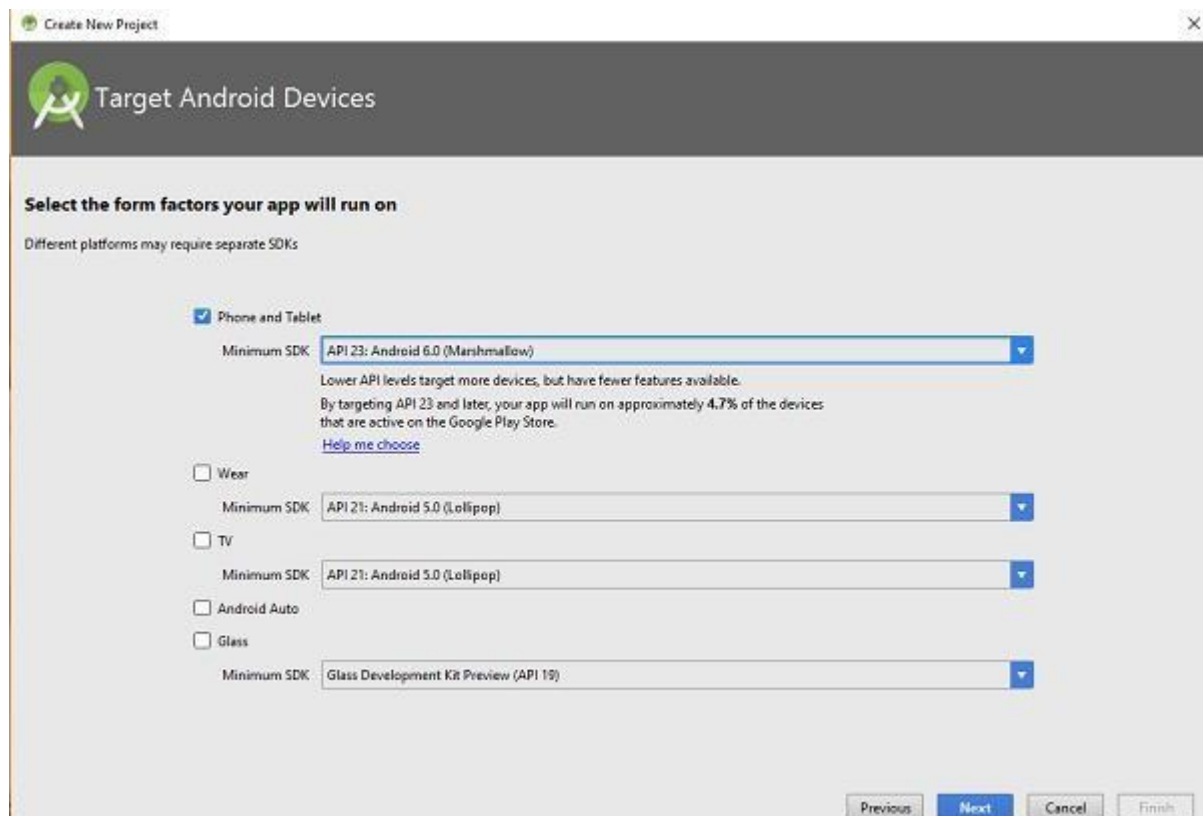 Create New Project
Target Android Devices
Select the form factors your app will run on
Different platforms may require separate SDKs
Phone and Tablet
Minimum SDK API 23: Android 6.0 (Marshmallow)
Lower API levels target more devices, but have fewer features available.
By targeting API 23 and later, your app will run on approximately 4.7% of the devices
that are active on the Google Play Store.
Help me choose
Wear
Minimum SDK API 21: Android 5.0 (Lollipop)
TV
Minimum SDK API 21: Android 5.0 (Lollipop)
Android Auto
Glass
Minimum SDK Glass Development Kit Preview (API 19)
Previous Next Cancel Finish